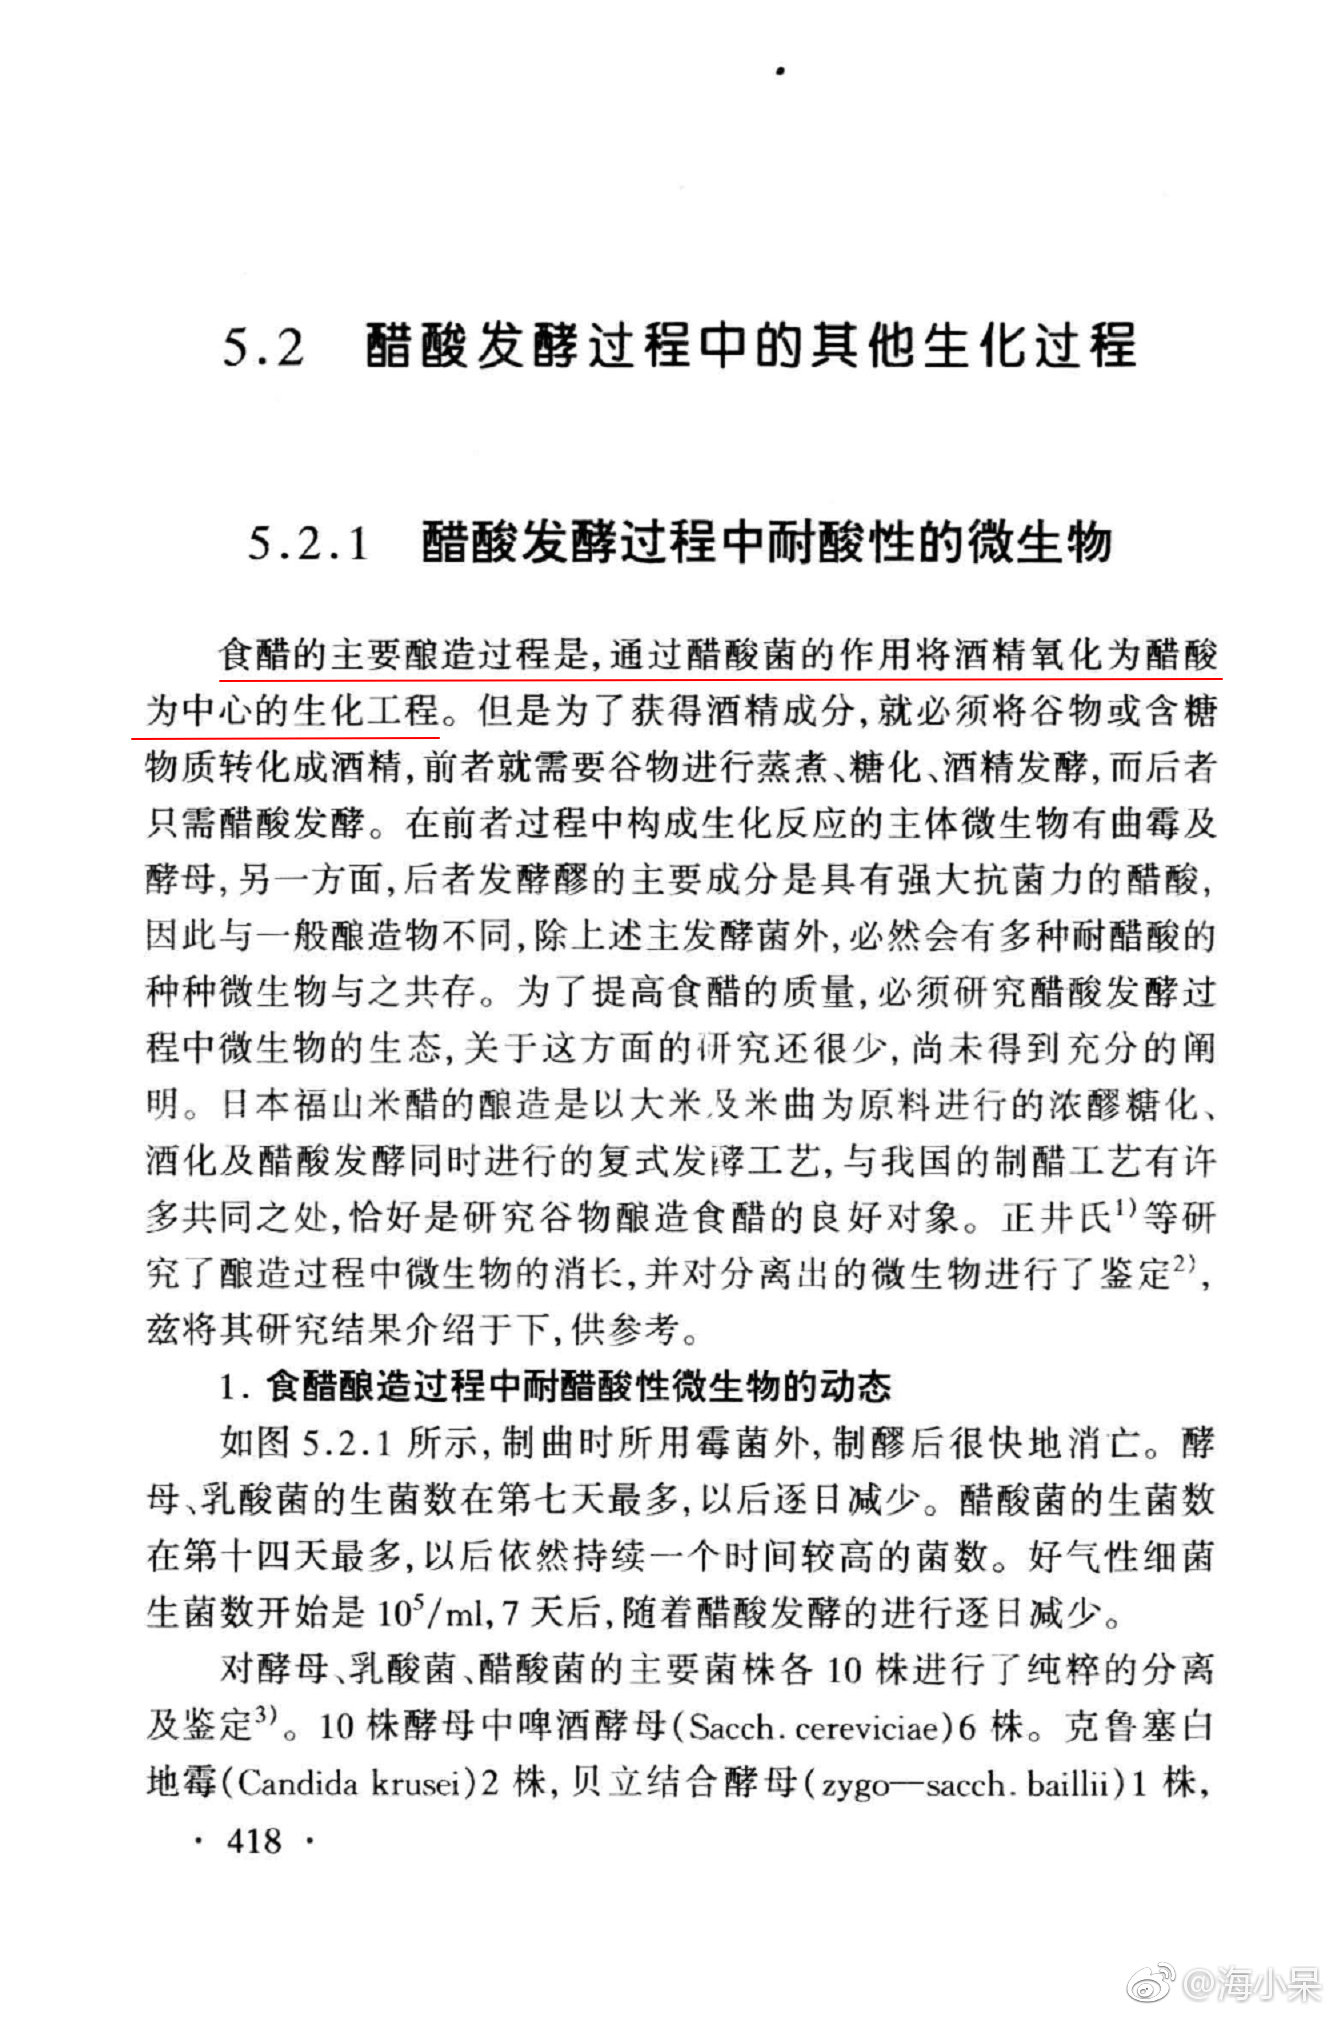 5.2 醋酸发酵过程中的其他生化过程
5.2.1 醋酸发酵过程中耐酸性的微生物
食醋的主要酿造过程是,通过醋酸菌的作用将酒精氧化为醋酸
为中心的生化工程。但是为了获得酒精成分,就必须将谷物或含糖
物质转化成酒精,前者就需要谷物进行蒸煮、糖化、酒精发酵,而后者
只需醋酸发酵。在前者过程中构成生化反应的主体微生物有曲霉及
酵母,另一方面,后者发酵醪的主要成分是具有强大抗菌力的醋酸,
因此与一般酿造物不同,除上述主发酵菌外,必然会有多种耐醋酸的
种种微生物与之共存。为了提高食醋的质量,必须研究醋酸发酵过
程中微生物的生态,关于这方面的研究还很少,尚未得到充分的阐
明。日本福山米醋的酿造是以大米及米曲为原料进行的浓醪糖化、
酒化及醋酸发酵同时进行的复式发酵工艺,与我国的制醋工艺有许
多共同之处,恰好是研究谷物酿造食醋的良好对象。正井氏1)等研
究了酿造过程中微生物的消长,并对分离出的微生物进行了鉴定2),
兹将其研究结果介绍于下,供参考。
1. 食醋酿造过程中耐醋酸性微生物的动态
如图 5.2.1 所示,制曲时所用霉菌外,制醪后很快地消亡。酵
母、乳酸菌的生菌数在第七天最多,以后逐日减少。醋酸菌的生菌数
在第十四天最多,以后依然持续一个时间较高的菌数。好气性细菌
生菌数开始是 10⁵/ml,7 天后,随着醋酸发酵的进行逐日减少。
对酵母、乳酸菌、醋酸菌的主要菌株各 10 株进行了纯粹的分离
及鉴定3)。10 株酵母中啤酒酵母(Sacch. cereviciae)6 株。克鲁塞白
地霉(Candida krusei)2 株,贝立结合酵母(zygo—sacch. baillii)1 株,
· 418 ·
@海小呆